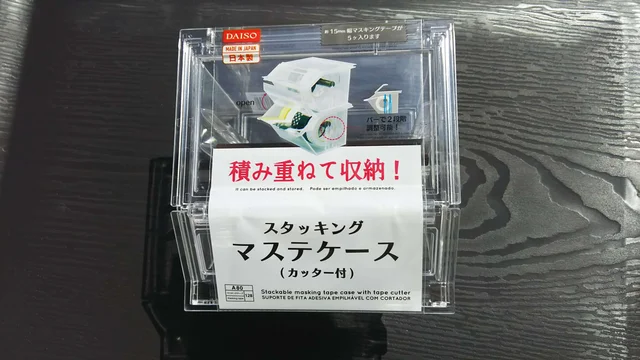 DAISO
MADE IN JAPAN
日本製
約15mm幅マスキングテープが
5ヶ入ります
open
バーで2段階
調整可能!
積み重ねて収納!
It can be stacked and stored. Pode ser empilhado e armazenado.
スタッキング
マステケース
(カッター付)
A80
128
Stackable masking tape case with tape cutter
SUPORTE DE FITA ADESIVA EMPILHÁVEL COM CORTADOR